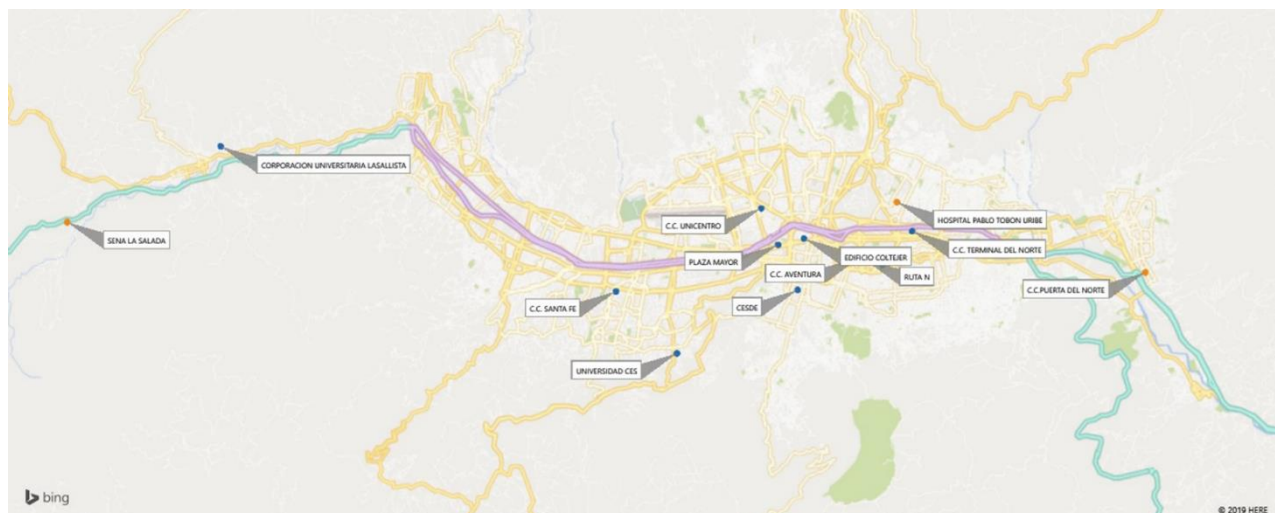 CORPORACION UNIVERSITARIA LASALLISTA
SENA LA SALADA
C.C. UNICENTRO
HOSPITAL PABLO TOBON URIBE
PLAZA MAYOR
EDIFICIO COLTEJER
C.C. TERMINAL DEL NORTE
C.C. AVENTURA
RUTA N
C.C.PUERTA DEL NORTE
C.C. SANTA FE
CESDE
UNIVERSIDAD CES
bing
© 2019 HERE